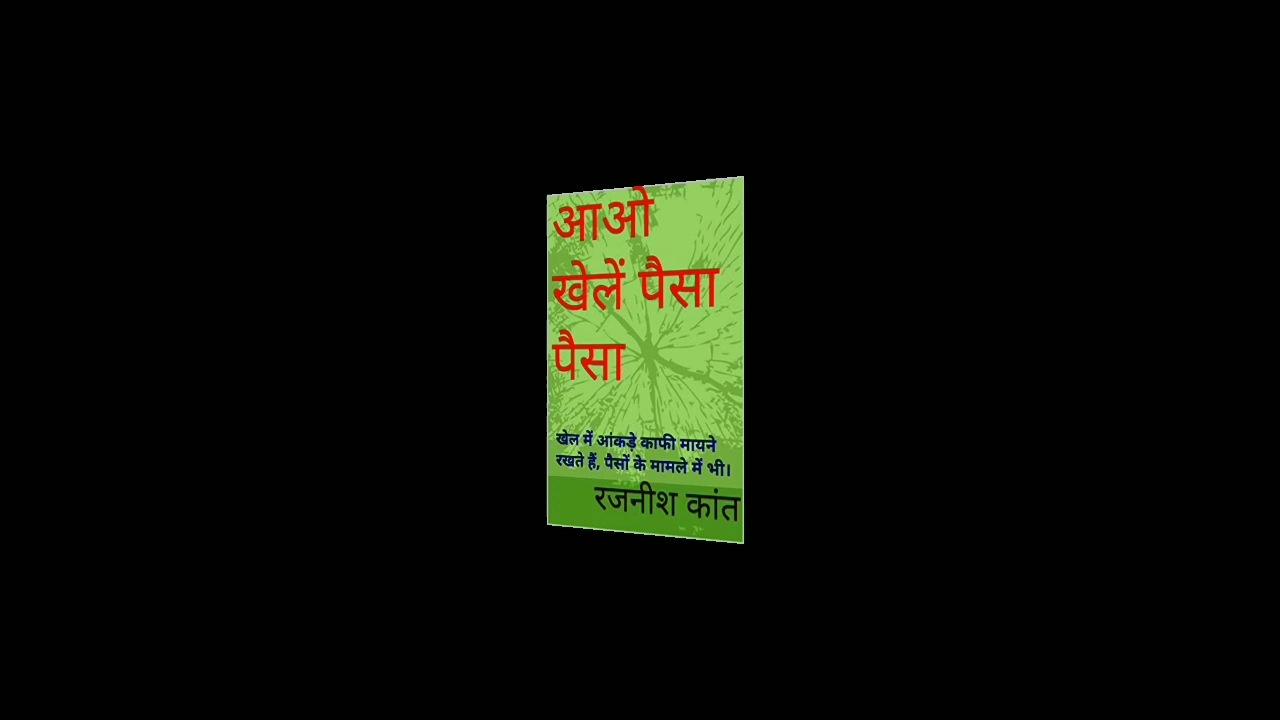 आओ
खेलें पैसा
पैसा
खेल में आंकड़े काफी मायने
रखते हैं, पैसों के मामले में भी।
रजनीश कांत